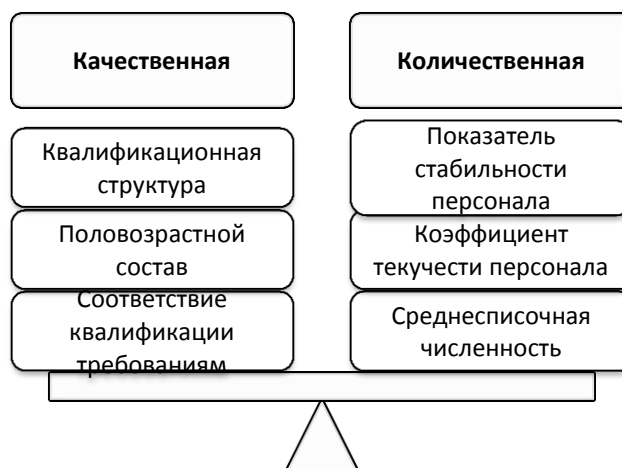 Качественная
Количественная
Квалификационная
структура
Половозрастной
состав
Соответствие
квалификации
требованиям
Показатель
стабильности
персонала
Коэффициент
текучести персонала
Среднесписочная
численность